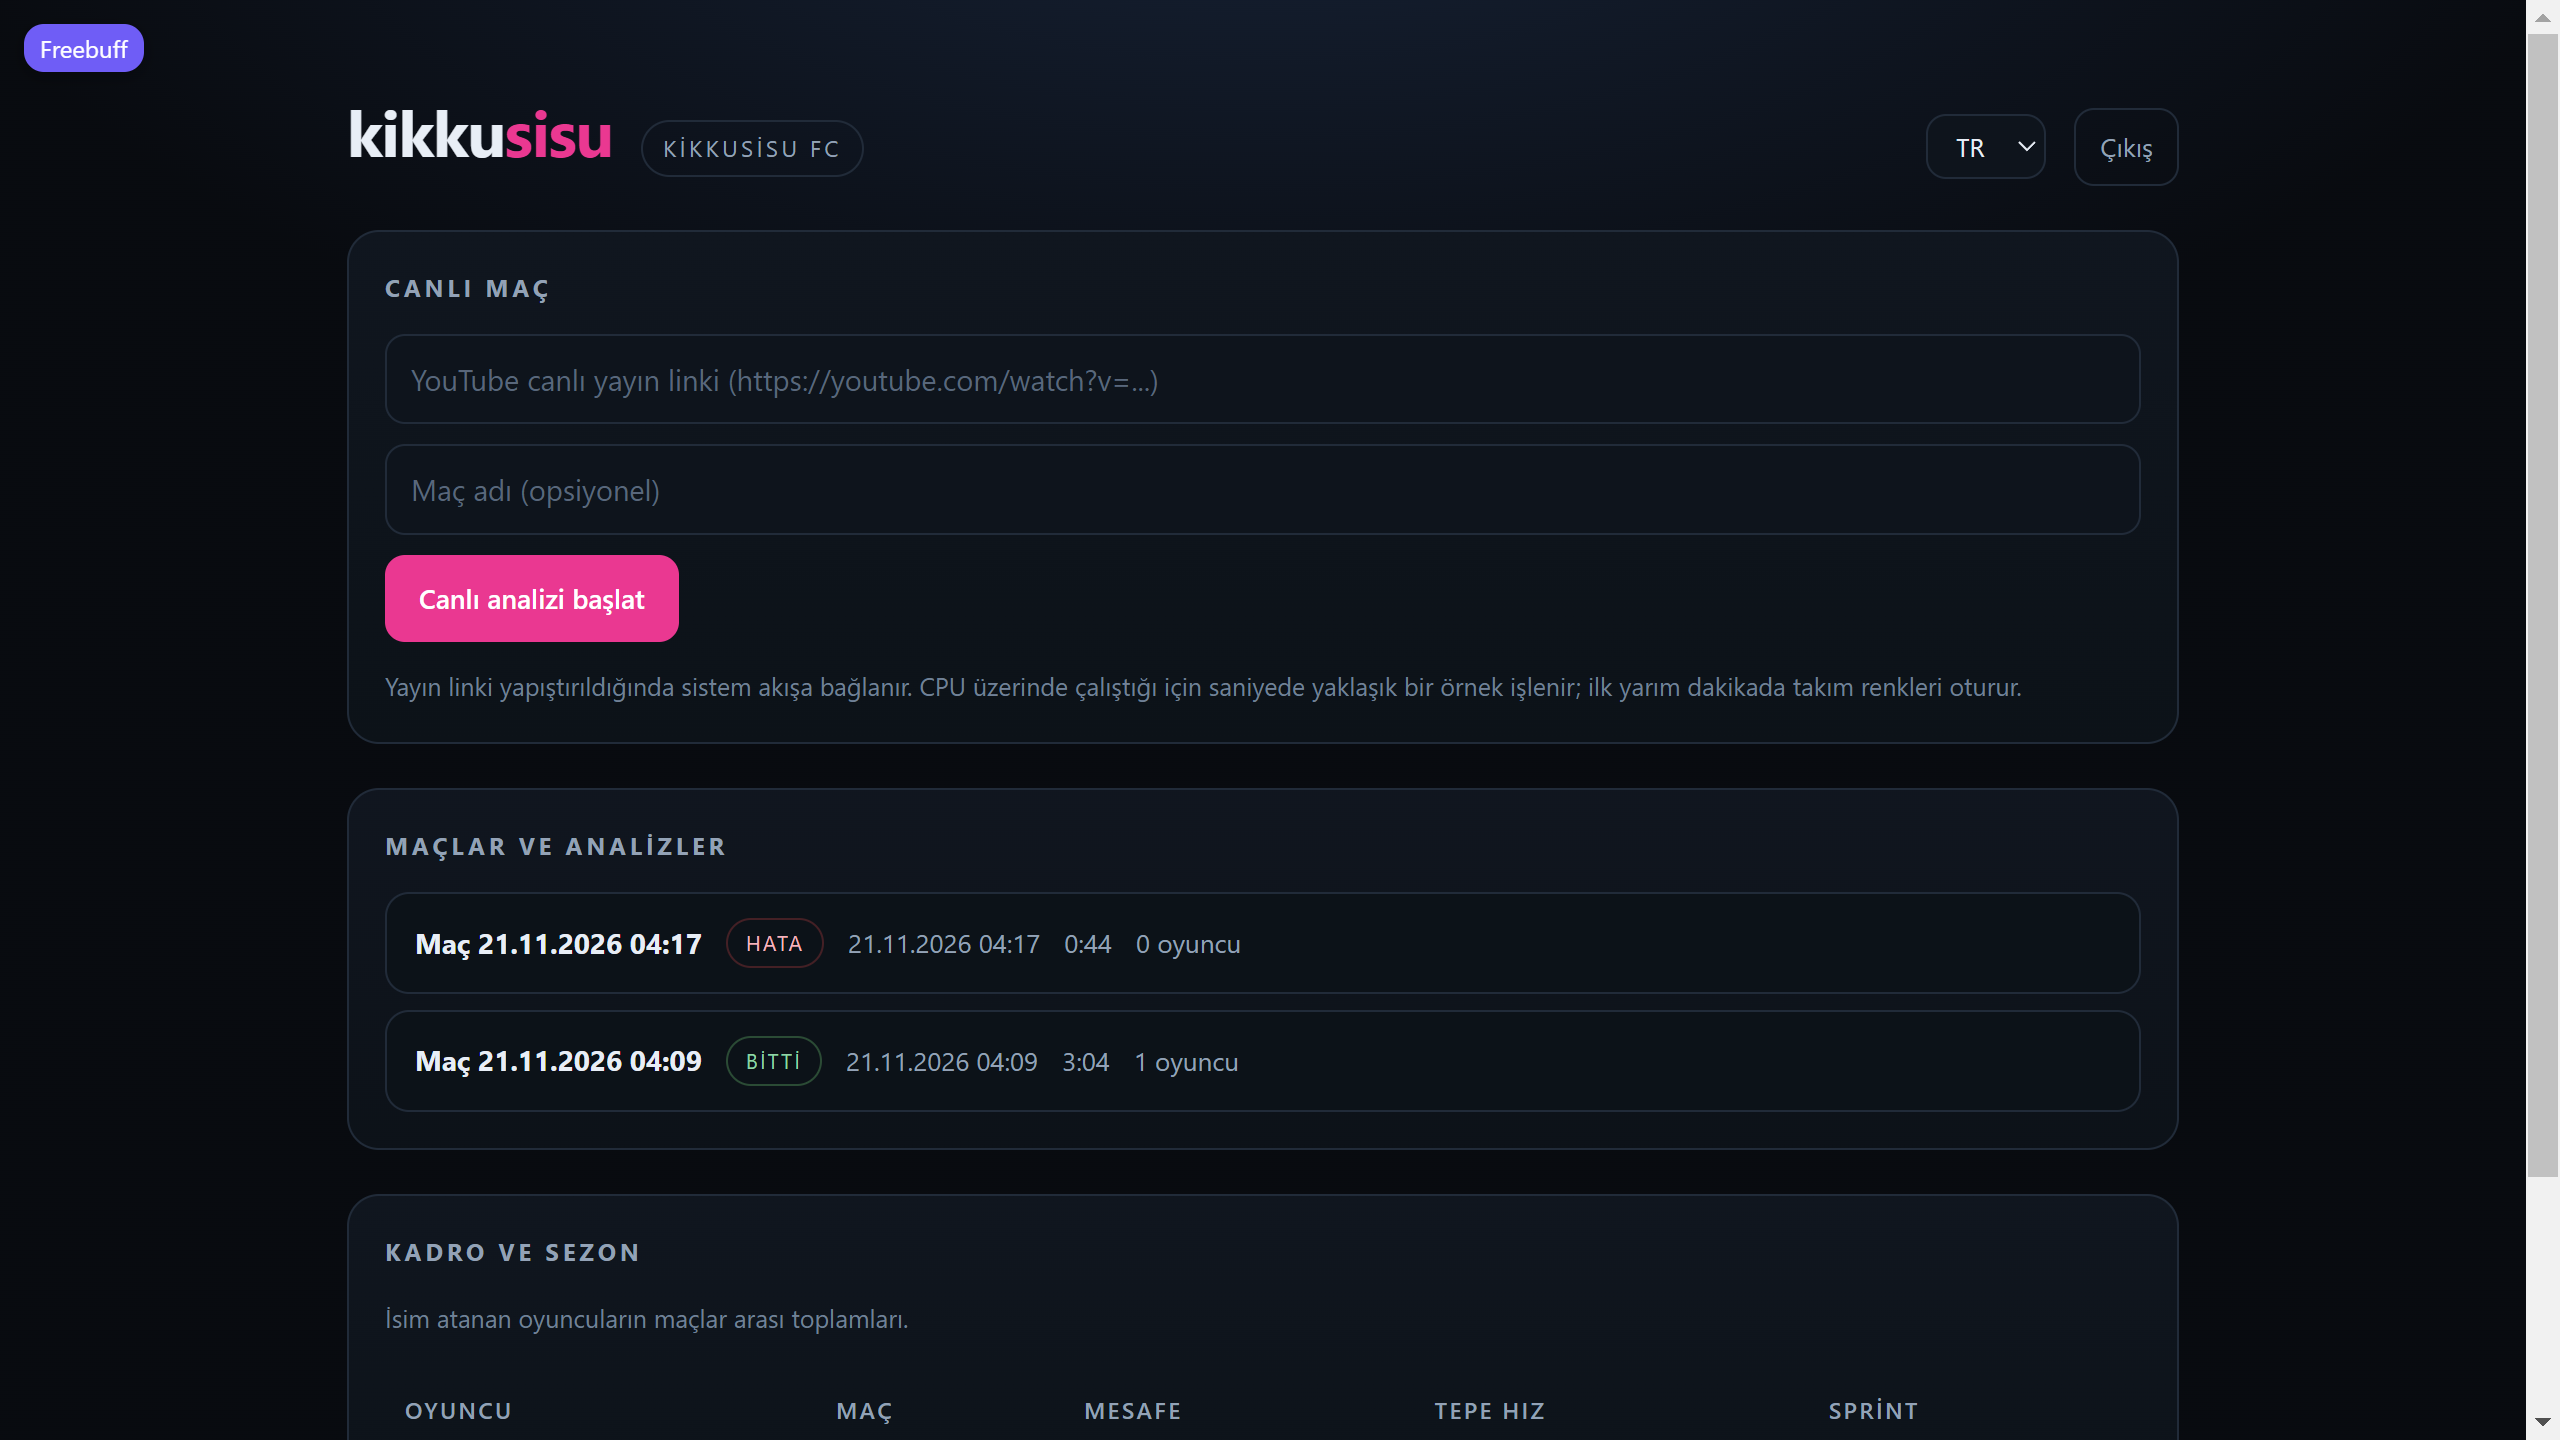 Freebuff
kikkusisu
KİKKUSİSU FC
TR
Çıkış
CANLI MAÇ
YouTube canlı yayın linki (https://youtube.com/watch?v=...)
Maç adı (opsiyonel)
Canlı analizi başlat
Yayın linki yapıştırıldığında sistem akışa bağlanır. CPU üzerinde çalıştığı için saniyede yaklaşık bir örnek işlenir; ilk yarım dakikada takım renkleri oturur.
MAÇLAR VE ANALİZLER
Maç 21.11.2026 04:17 HATA 21.11.2026 04:17 0:44 0 oyuncu
Maç 21.11.2026 04:09 BİTTİ 21.11.2026 04:09 3:04 1 oyuncu
KADRO VE SEZON
İsim atanan oyuncuların maçlar arası toplamları.
OYUNCU MAÇ MESAFE TEPE HIZ SPRİNT